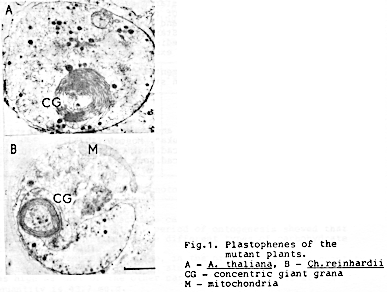 A
CG
B
M
CG
Fig.1. Plastophenes of the
mutant plants.
A - A. thaliana, B - Ch.reinhardii
CG - concentric giant grana
M - mitochondria